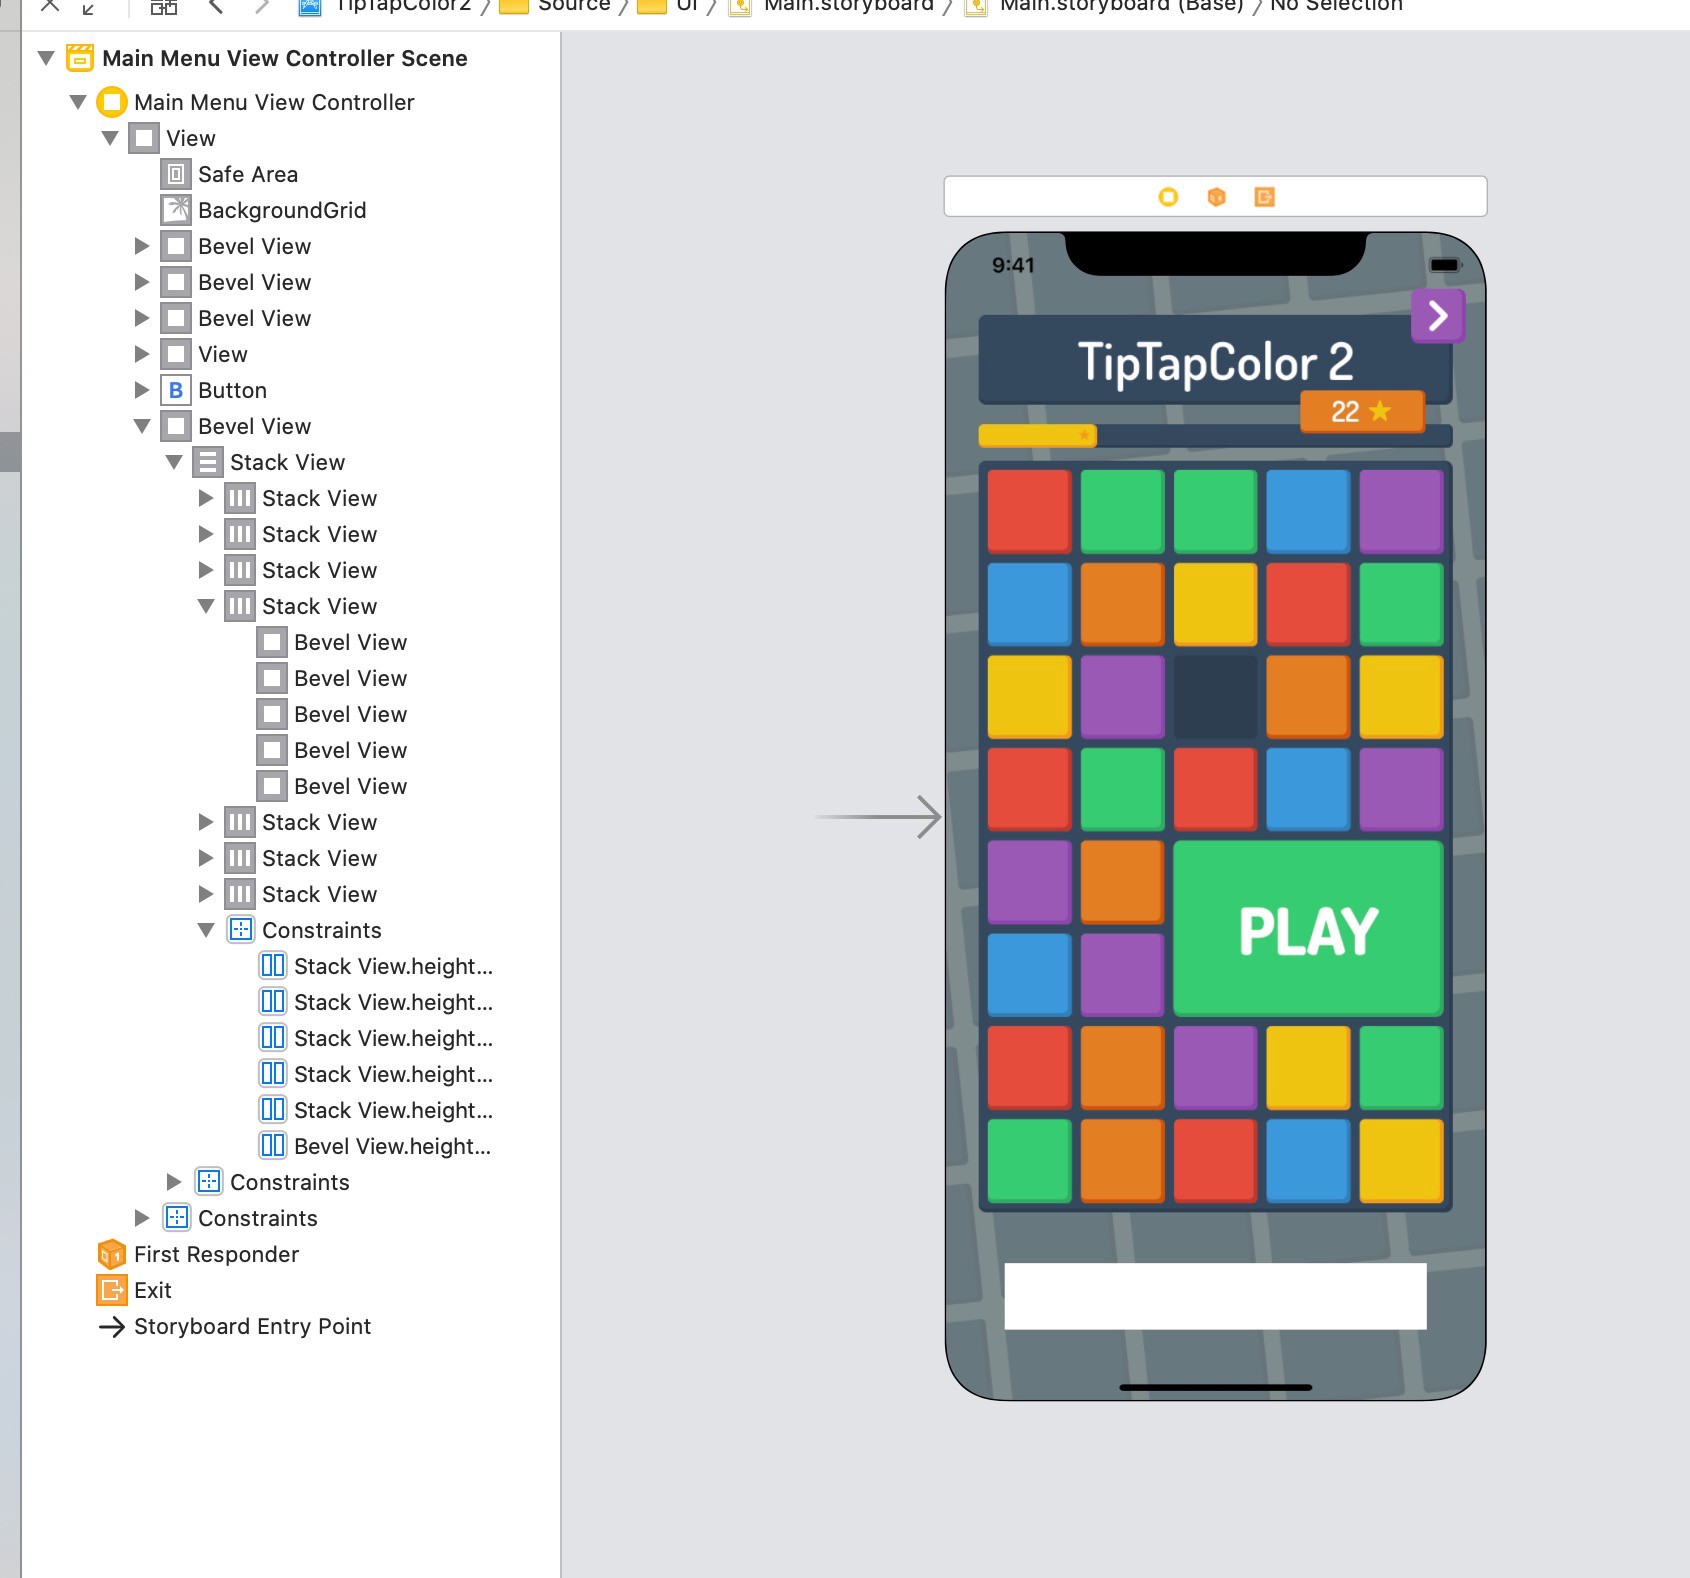 TipTapColor2 Source UI Main.storyboard Main.storyboard (Base) No Selection
Main Menu View Controller Scene
Main Menu View Controller
View
Safe Area
BackgroundGrid
Bevel View
Bevel View
Bevel View
View
B Button
Bevel View
Stack View
Stack View
Stack View
Stack View
Stack View
Bevel View
Bevel View
Bevel View
Bevel View
Bevel View
Stack View
Stack View
Stack View
Constraints
Stack View.height...
Stack View.height...
Stack View.height...
Stack View.height...
Stack View.height...
Bevel View.height...
Constraints
Constraints
First Responder
Exit
Storyboard Entry Point
9:41
TipTapColor 2
22
PLAY